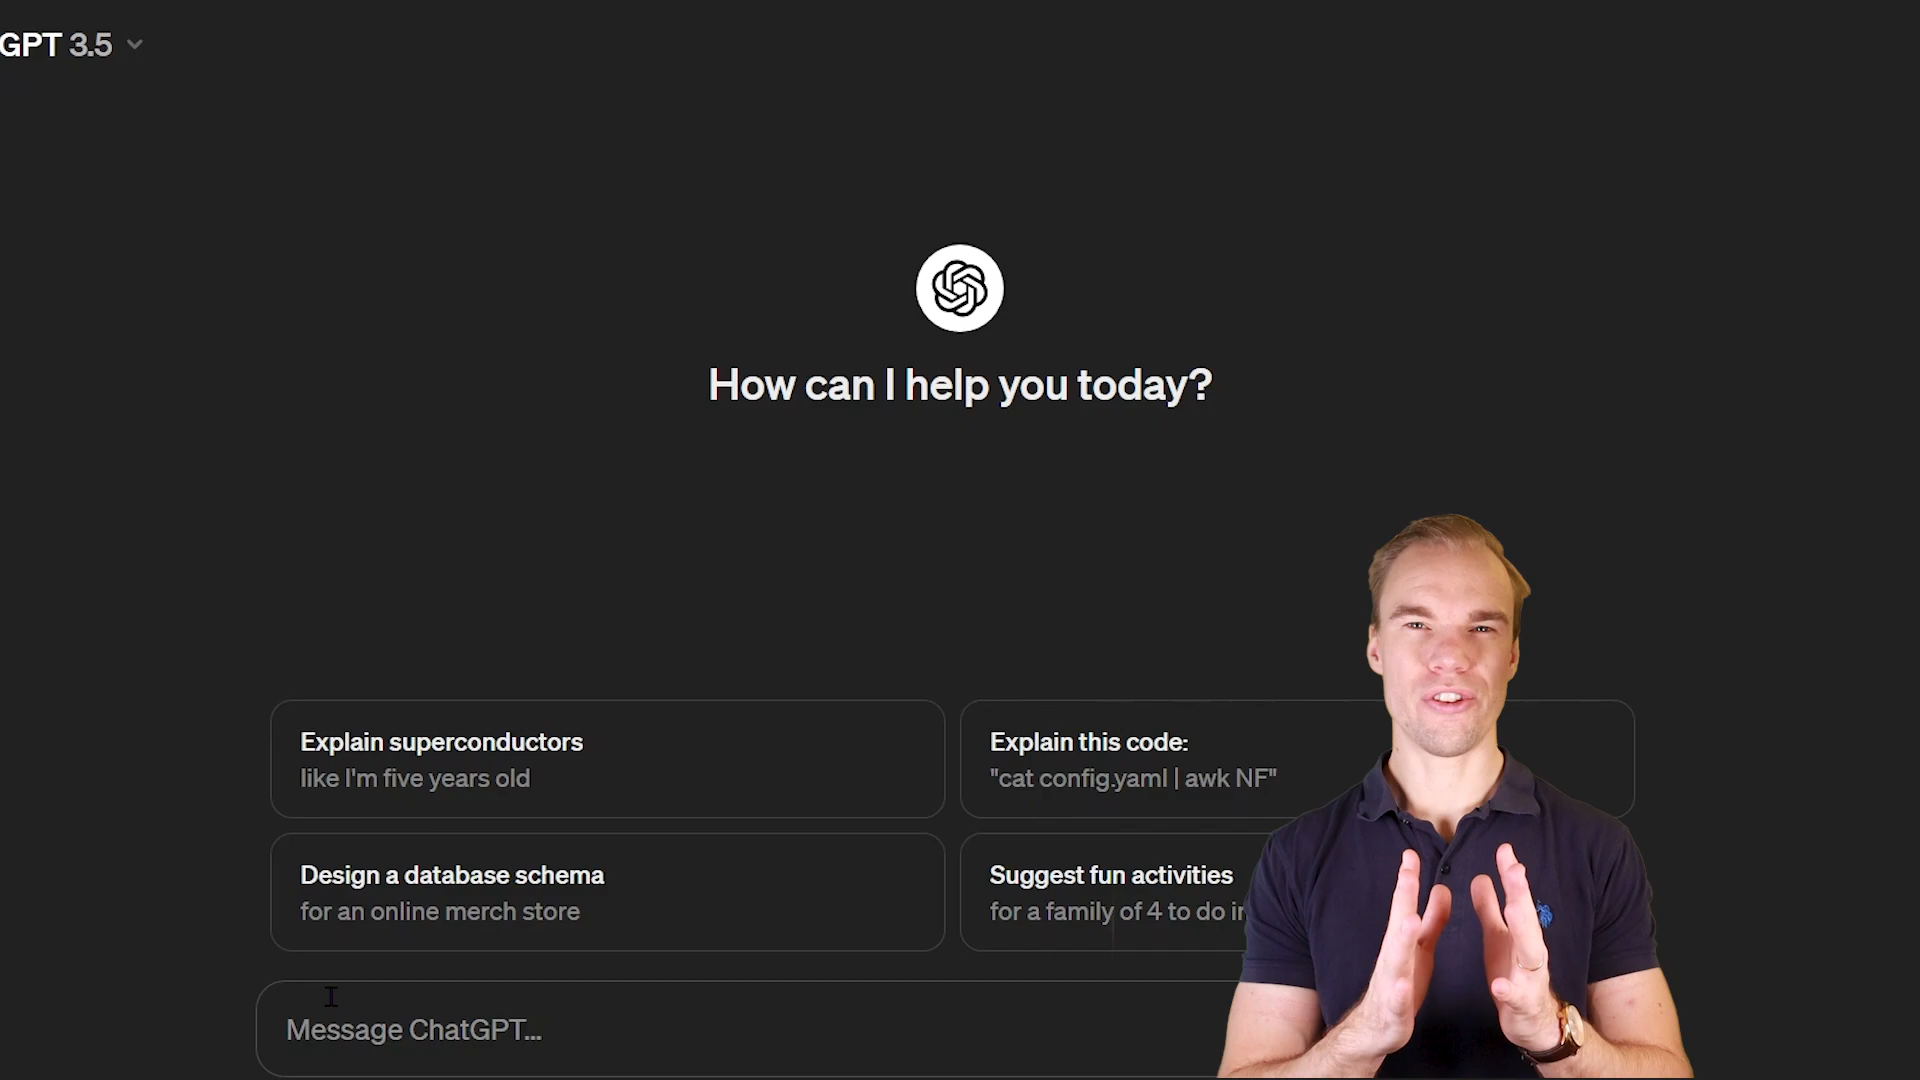 GPT 3.5
How can I help you today?
Explain superconductors
like I'm five years old
Explain this code:
"cat config.yaml | awk NF"
Design a database schema
for an online merch store
Suggest fun activities
for a family of 4 to do in
Message ChatGPT...